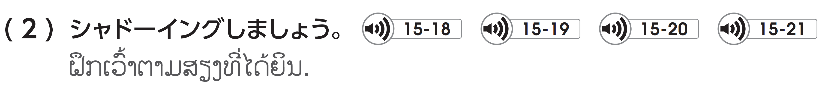 ( 2 ) シャドーイングしましょう。 15-18 15-19 15-20 15-21
ຝຶກເວົ້າຕາມສຽງທີ່ໄດ້ຍິນ.